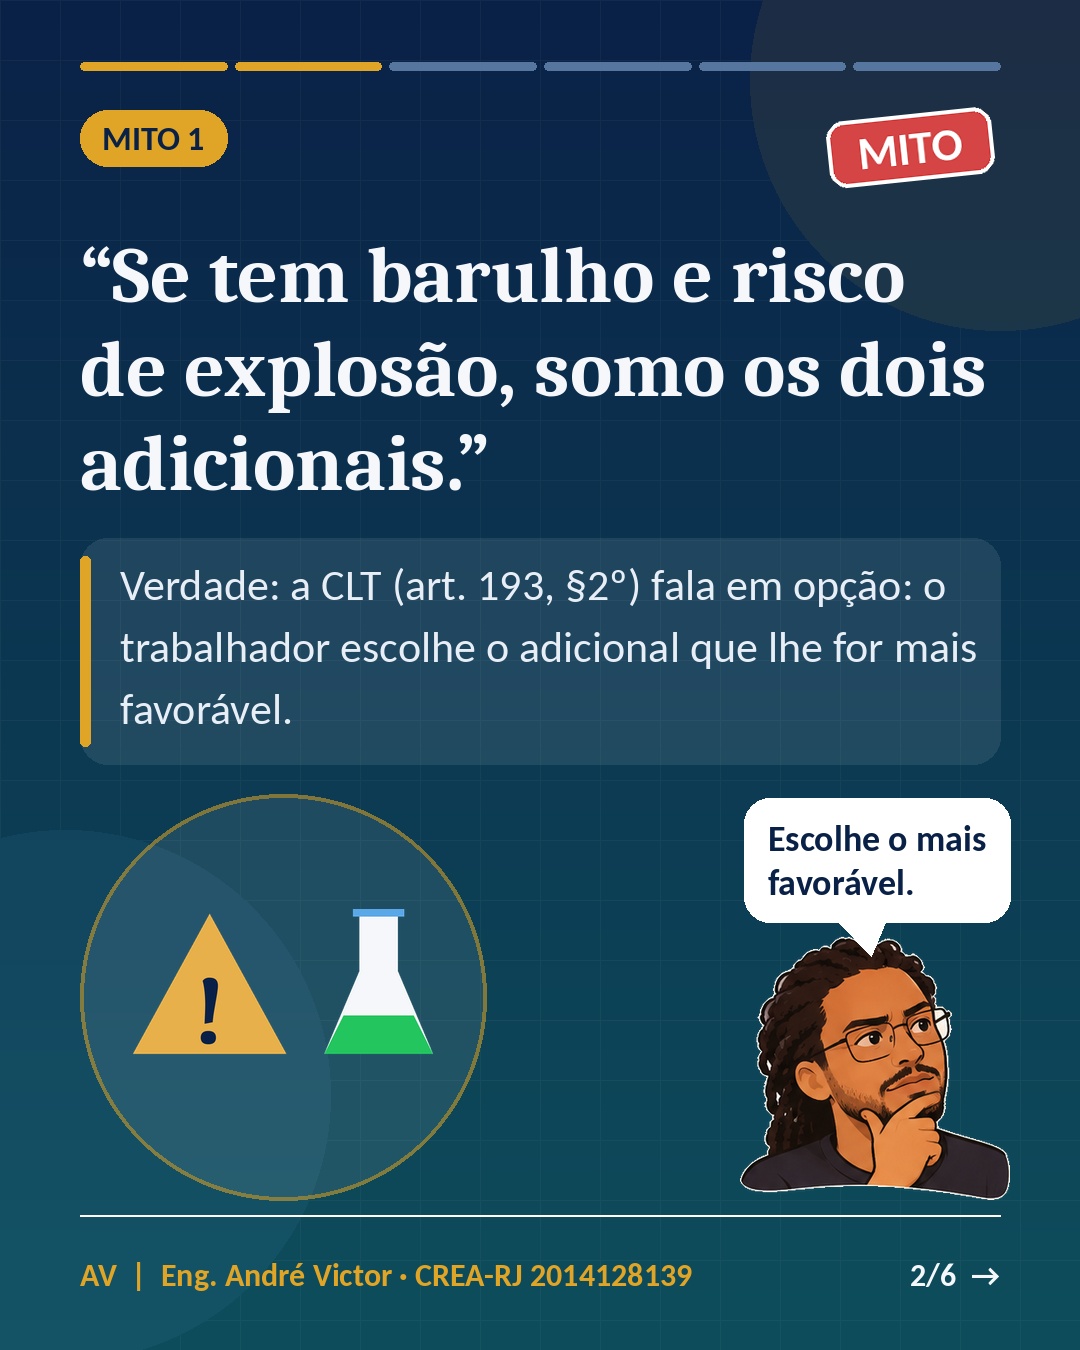 MITO 1
MITO
“Se tem barulho e risco
de explosão, somo os dois
adicionais.”
Verdade: a CLT (art. 193, §2º) fala em opção: o
trabalhador escolhe o adicional que lhe for mais
favorável.
Escolhe o mais
favorável.
!
AV | Eng. André Victor · CREA-RJ 2014128139
2/6 →